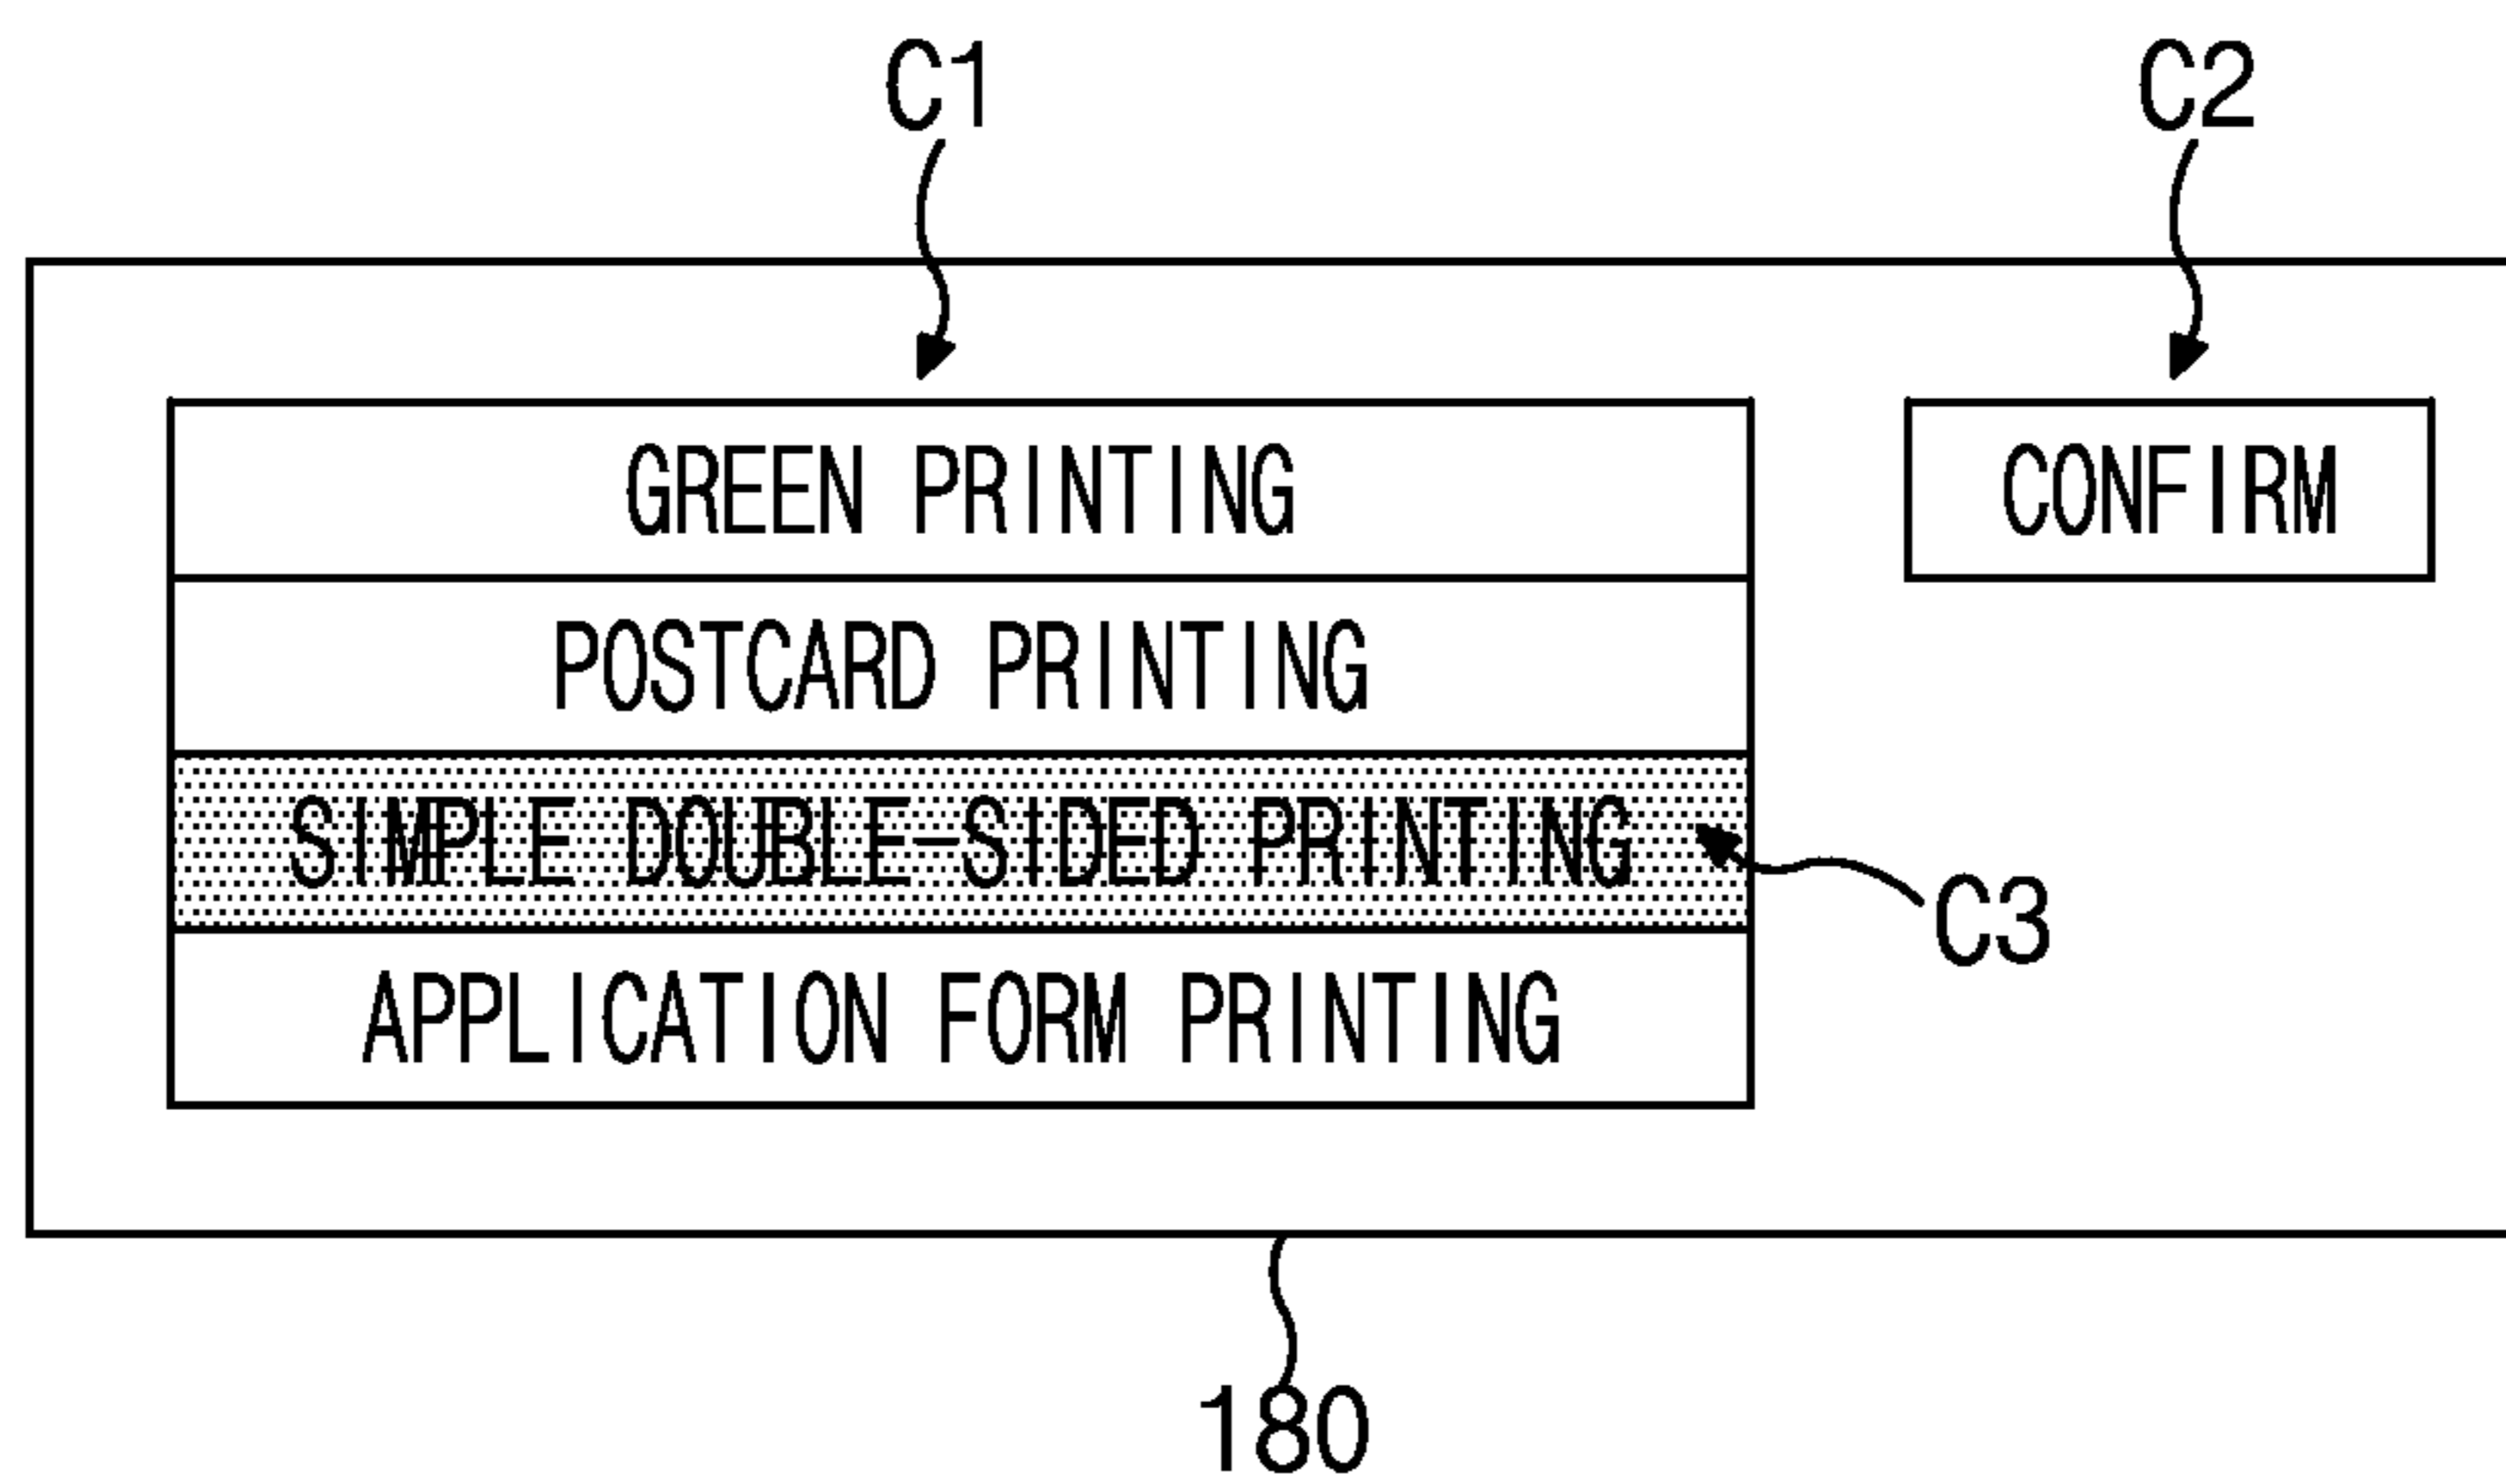 C1
C2
GREEN PRINTING
CONFIRM
POSTCARD PRINTING
SIMPLE DOUBLE-SIDED PRINTING
C3
APPLICATION FORM PRINTING
180